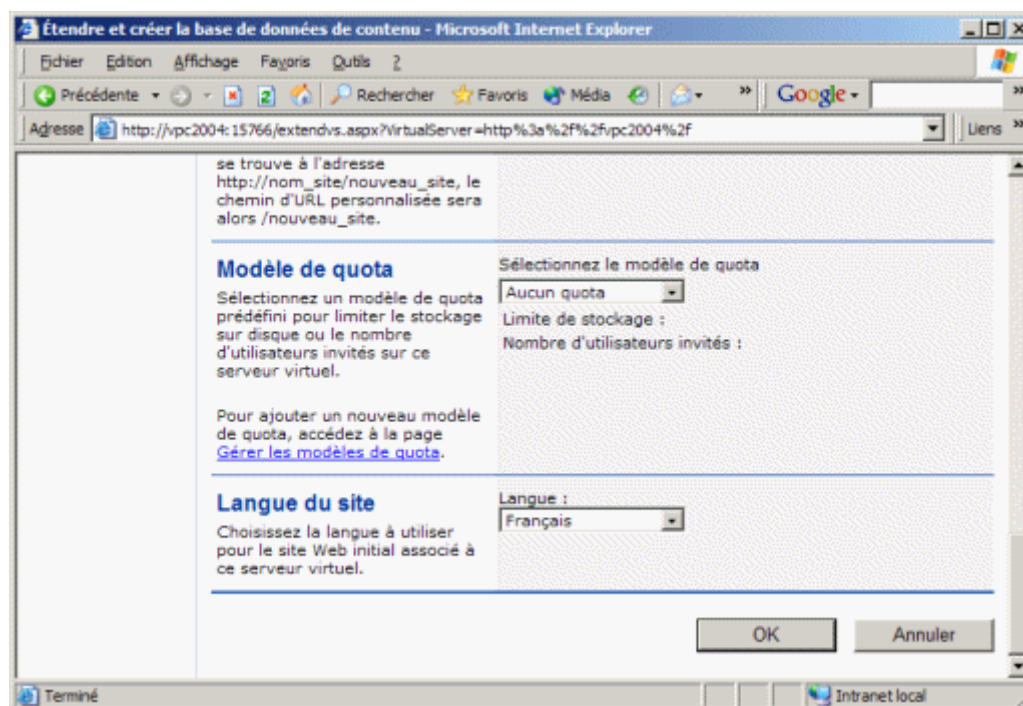 Étendre et créer la base de données de contenu - Microsoft Internet Explorer
Fichier Edition Affichage Favoris Outils ?
Précédente Rechercher Favoris Média » Google »
Adresse http://vpc2004:15766/extendvs.aspx?VirtualServer=http%3a%2f%2fvpc2004%2f Liens »
se trouve à l'adresse
http://nom_site/nouveau_site, le
chemin d'URL personnalisée sera
alors /nouveau_site.
Modèle de quota
Sélectionnez un modèle de quota
prédéfini pour limiter le stockage
sur disque ou le nombre
d'utilisateurs invités sur ce
serveur virtuel.
Pour ajouter un nouveau modèle
de quota, accédez à la page
Gérer les modèles de quota.
Sélectionnez le modèle de quota
Aucun quota
Limite de stockage :
Nombre d'utilisateurs invités :
Langue du site
Choisissez la langue à utiliser
pour le site Web initial associé à
ce serveur virtuel.
Langue :
Français
OK Annuler
Terminé Intranet local